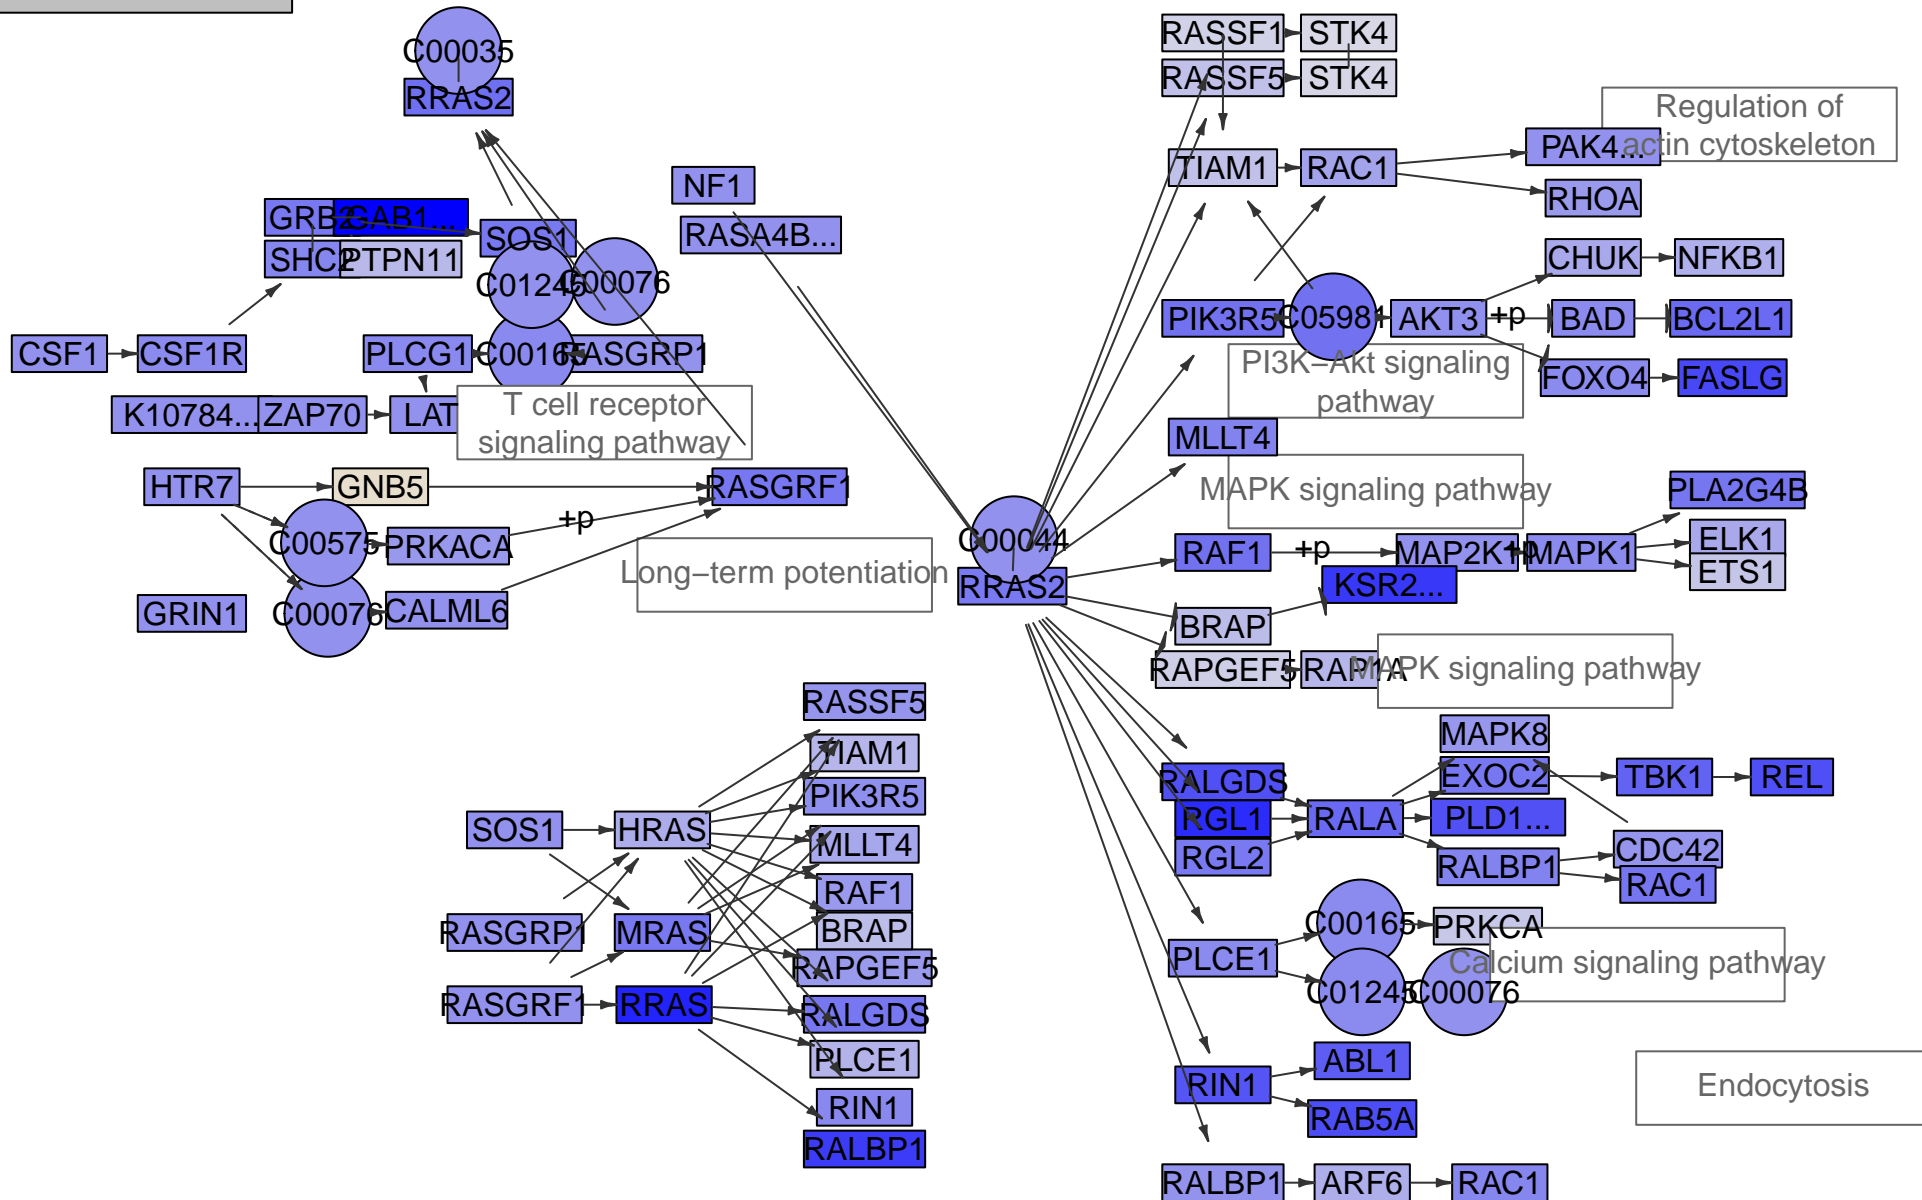 C00035
RRAS2
RASSF1
STK4
RASSF5
STK4
Regulation of
actin cytoskeleton
PAK4...
TIAM1
RAC1
RHOA
NF1
RASA4B...
GRB2
GAB1...
SOS1
SHC2
PTPN11
C01245
C00076
CHUK
NFKB1
PIK3R5
C05981
AKT3
+p
BAD
BCL2L1
CSF1
CSF1R
PLCG1
C00165
RASGRP1
PI3K–Akt signaling
pathway
FOXO4
FASLG
K10784...
ZAP70
LAT
T cell receptor
signaling pathway
MLLT4
MAPK signaling pathway
HTR7
GNB5
RASGRF1
PLA2G4B
+p
C00575
PRKACA
C00044
RRAS2
RAF1
+p
MAP2K1
+p
MAPK1
ELK1
ETS1
Long–term potentiation
KSR2...
GRIN1
C00076
CALML6
BRAP
RAPGEF5
RAP1A
MAPK signaling pathway
RASSF5
TIAM1
PIK3R5
MAPK8
EXOC2
TBK1
REL
RALGDS
RGL1
RALA
PLD1...
RGL2
RALBP1
CDC42
RAC1
SOS1
HRAS
MLLT4
RAF1
BRAP
RASGRP1
MRAS
RAPGEF5
RASGRF1
RRAS
RALGDS
PLCE1
RIN1
RALBP1
C00165
PRKCA
PLCE1
Calcium signaling pathway
C01245
C00076
ABL1
RIN1
RAB5A
Endocytosis
RALBP1
ARF6
RAC1